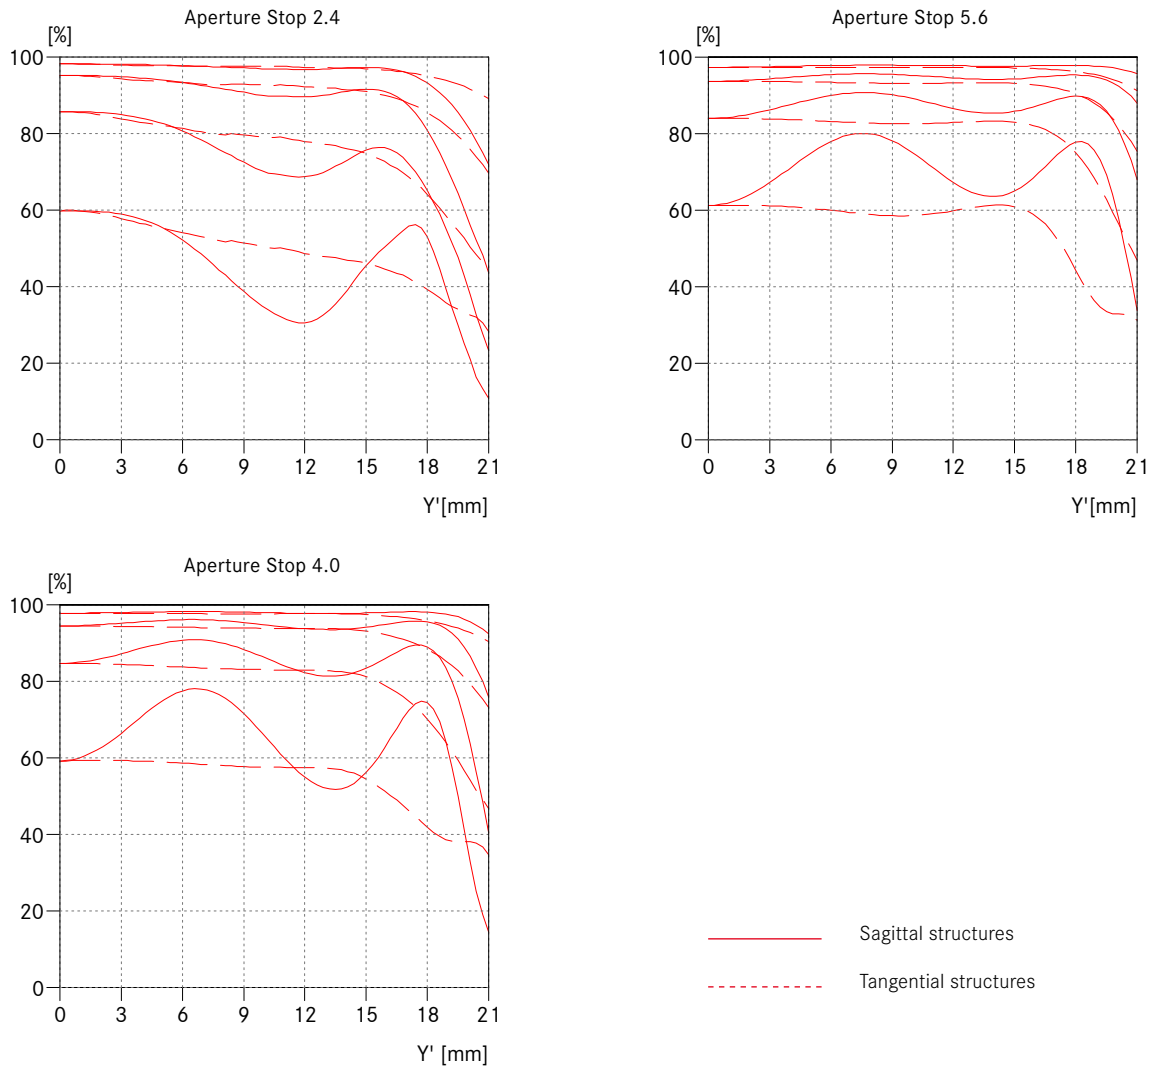 Aperture Stop 2.4
[%]
100
80
60
40
20
0
0 3 6 9 12 15 18 21
Y'[mm]
Aperture Stop 5.6
[%]
100
80
60
40
20
0
0 3 6 9 12 15 18 21
Y'[mm]
Aperture Stop 4.0
[%]
100
80
60
40
20
0
0 3 6 9 12 15 18 21
Y' [mm]
Sagittal structures
Tangential structures